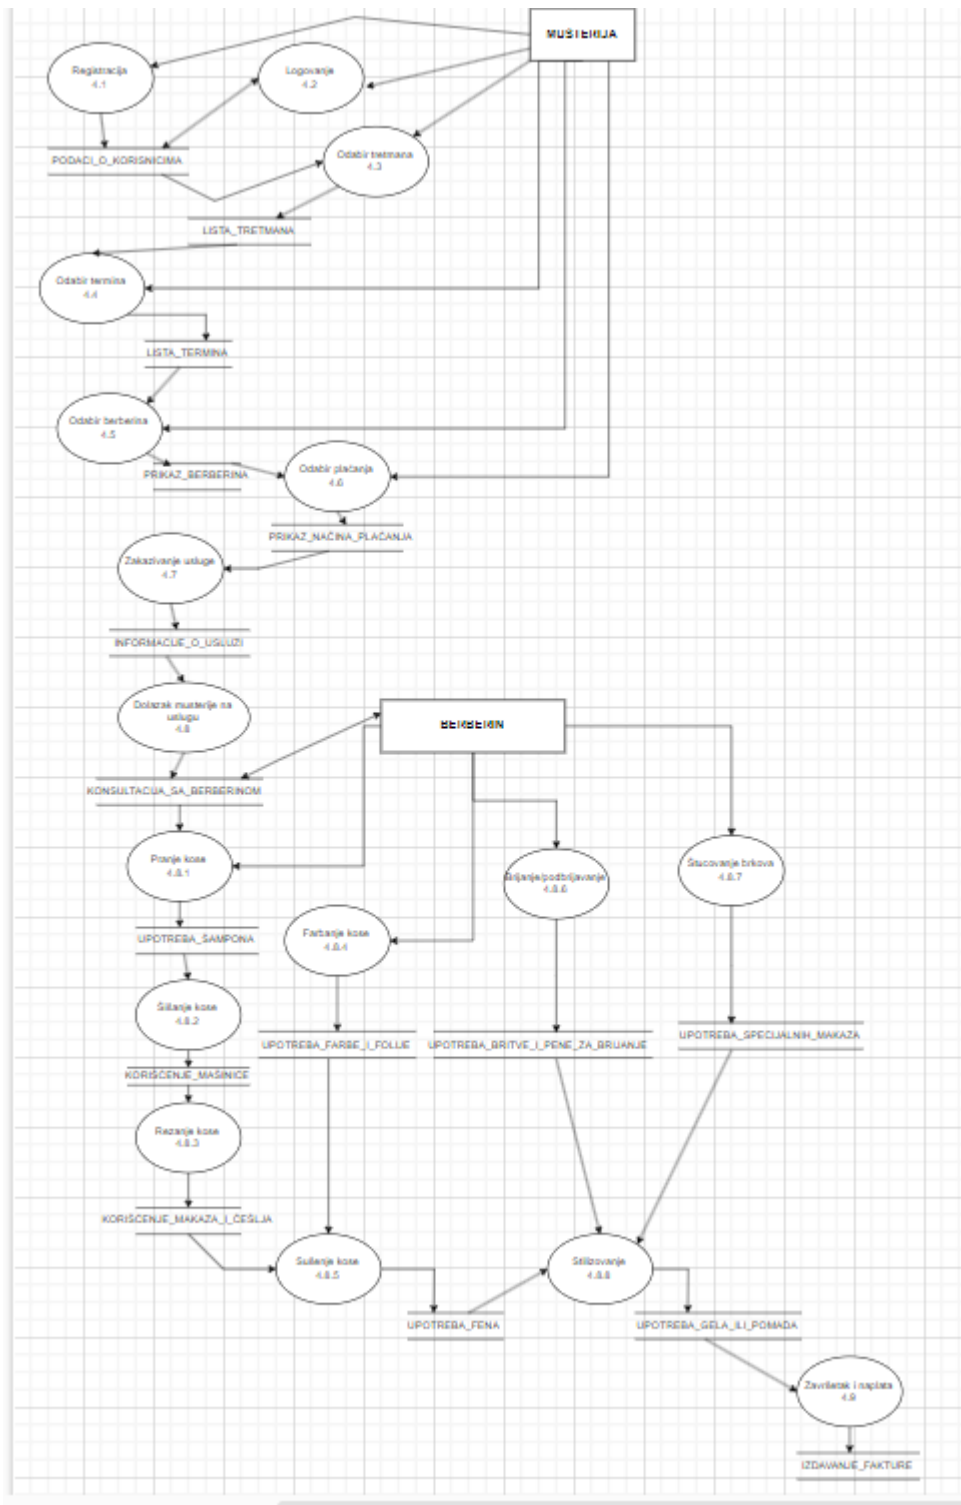 MUŠTERIJA
Registracija
4.1
Logovanje
4.2
PODACI_O_KORISNICIMA
Odabir tretmana
4.3
LISTA_TRETMANA
Odabir termina
4.4
LISTA_TERMINA
Odabir berberina
4.5
PRIKAZ_BERBERINA
Odabir plaćanja
4.6
PRIKAZ_NAČINA_PLAĆANJA
Zakazivanje usluge
4.7
INFORMACIJE_O_USLUZI
Dolazak musterije na
uslugu
4.8
BERBERIN
KONSULTACIJA_SA_BERBERINOM
Pranje kose
4.8.1
Brijanje/podbrijavanje
4.8.6
Štucovanje brkova
4.8.7
UPOTREBA_ŠAMPONA
Farbanje kose
4.8.4
Šišanje kose
4.8.2
UPOTREBA_FARBE_I_FOLIJE
UPOTREBA_BRITVE_I_PENE_ZA_BRIJANJE
UPOTREBA_SPECIJALNIH_MAKAZA
KORIŠĆENJE_MAŠINICE
Rezanje kose
4.8.3
KORIŠĆENJE_MAKAZA_I_ČEŠLJA
Sušenje kose
4.8.5
Stilizovanje
4.8.8
UPOTREBA_FENA
UPOTREBA_GELA_ILI_POMADA
Završetak i naplata
4.9
IZDAVANJE_FAKTURE